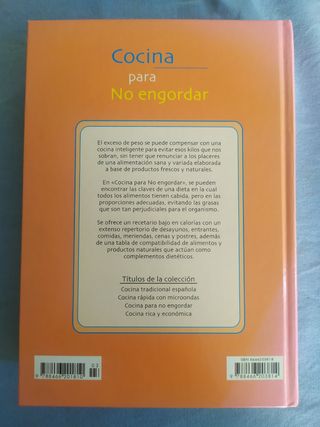 Cocina
para
No engordar
El exceso de peso se puede compensar con una
cocina inteligente para evitar esos kilos que nos
sobran, sin tener que renunciar a los placeres
de una alimentación sana y variada elaborada
a base de productos frescos y naturales.
En «Cocina para No engordar», se pueden
encontrar las claves de una dieta en la cual
todos los alimentos tienen cabida, pero en las
proporciones adecuadas, evitando las grasas
que son tan perjudiciales para el organismo.
Se ofrece un recetario bajo en calorías con un
extenso repertorio de desayunos, entrantes,
comidas, meriendas, cenas y postres, además
de una tabla de compatibilidad de alimentos y
productos naturales que actúan como
complementos dietéticos.
Títulos de la colección
Cocina tradicional española
Cocina rápida con microondas
Cocina para no engordar
Cocina rica y económica